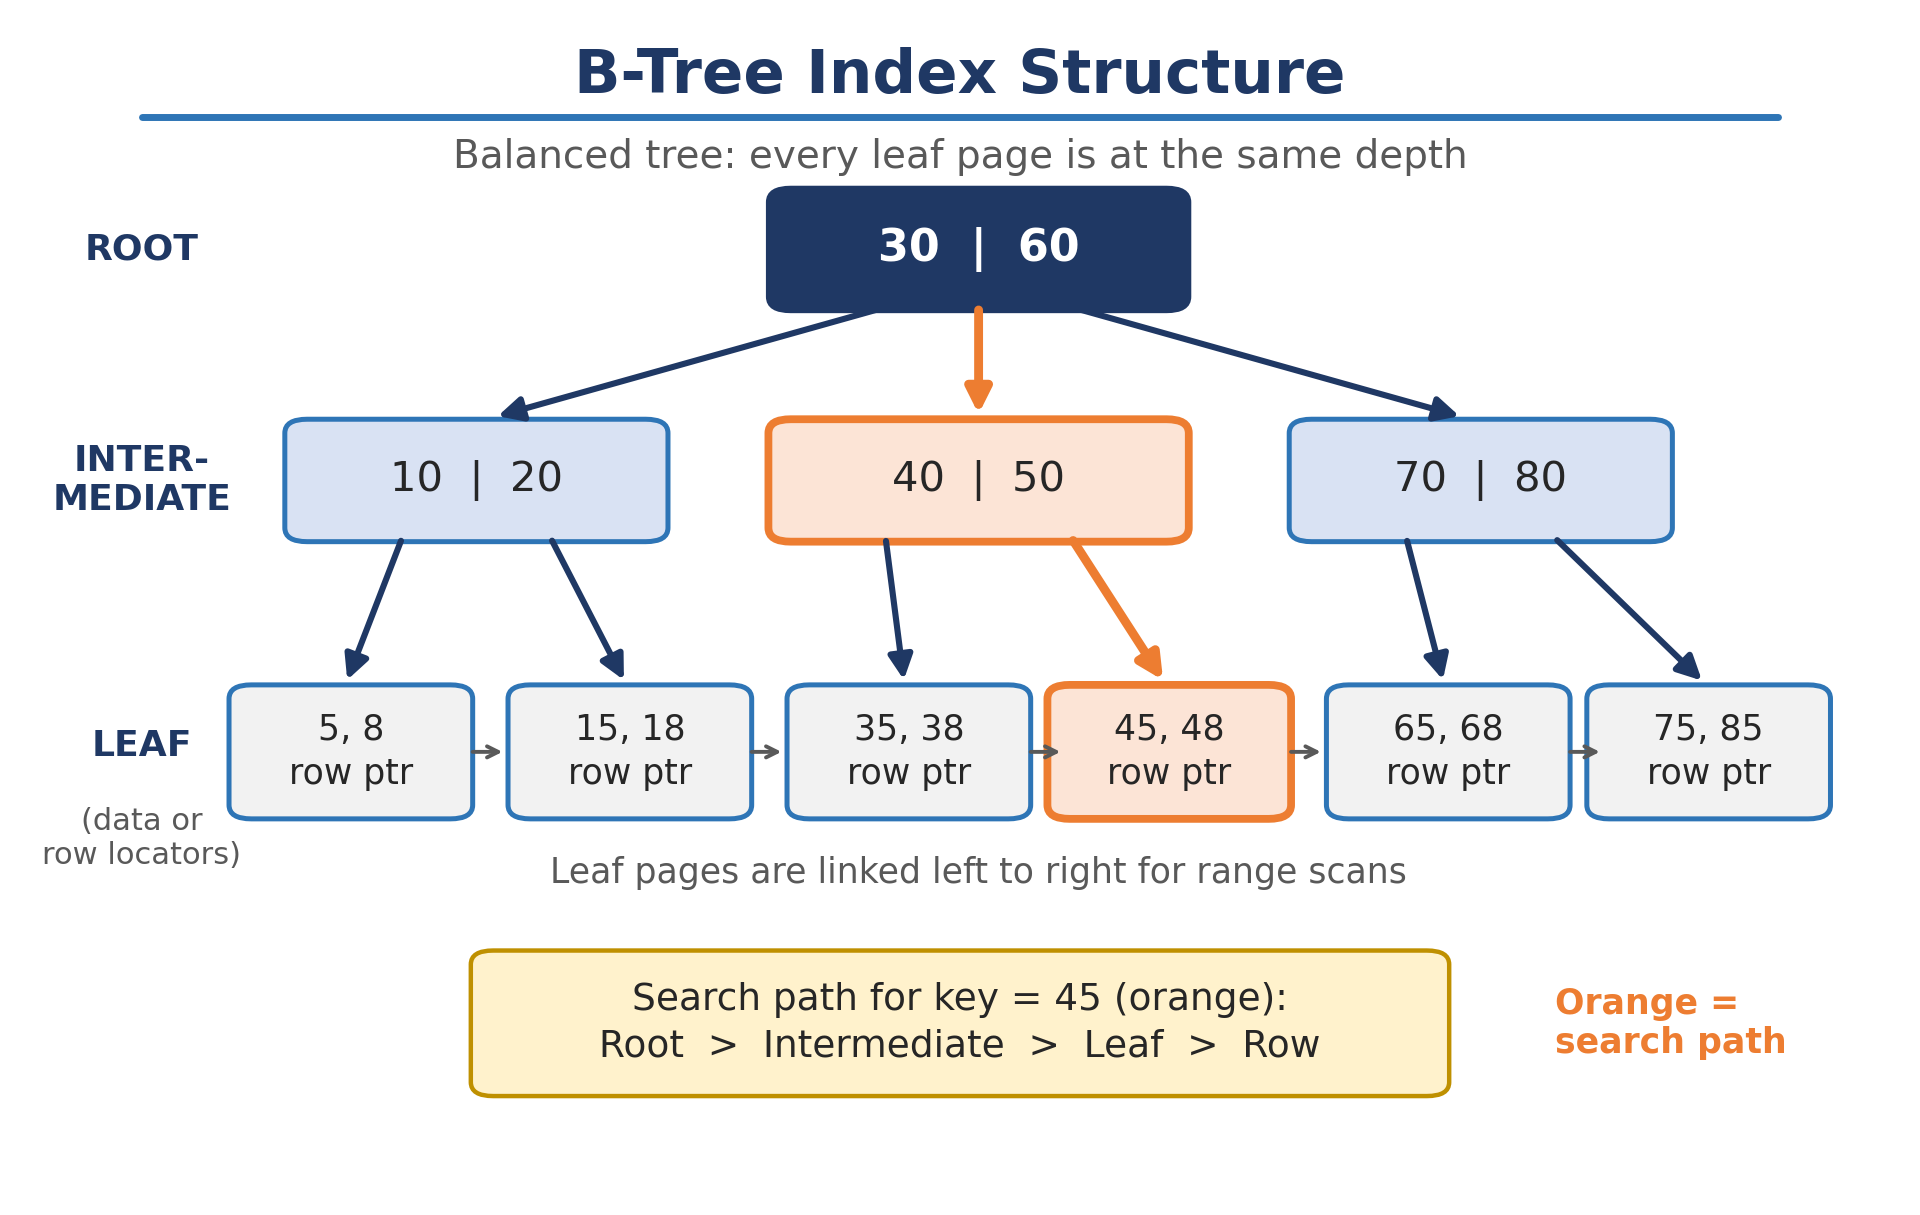 B-Tree Index Structure
Balanced tree: every leaf page is at the same depth
ROOT
30 | 60
INTER-
MEDIATE
10 | 20
40 | 50
70 | 80
LEAF
(data or
row locators)
5, 8
row ptr
15, 18
row ptr
35, 38
row ptr
45, 48
row ptr
65, 68
row ptr
75, 85
row ptr
Leaf pages are linked left to right for range scans
Search path for key = 45 (orange):
Root > Intermediate > Leaf > Row
Orange =
search path